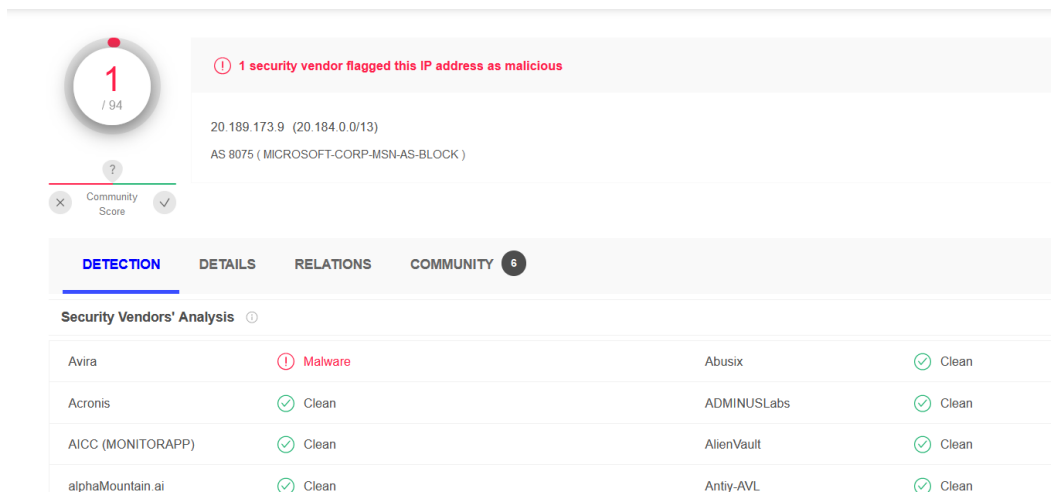 1
/ 94
1 security vendor flagged this IP address as malicious
20.189.173.9 (20.184.0.0/13)
AS 8075 ( MICROSOFT-CORP-MSN-AS-BLOCK )
?
Community
Score
DETECTION DETAILS RELATIONS COMMUNITY 6
Security Vendors' Analysis
Avira Malware Abusix Clean
Acronis Clean ADMINUSLabs Clean
AICC (MONITORAPP) Clean AlienVault Clean
alphaMountain.ai Clean Antiy-AVL Clean